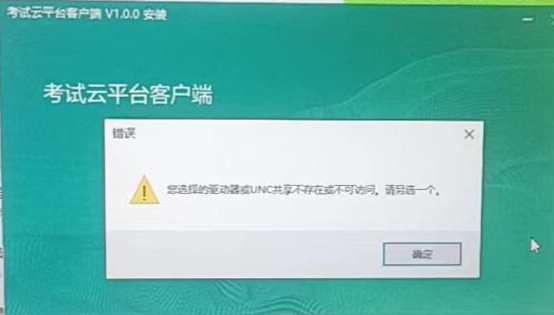 考试云平台客户端 V1.0.0 安装
考试云平台客户端
错误
您选择的驱动器或UNC共享不存在或不可访问。请另选一个。
确定